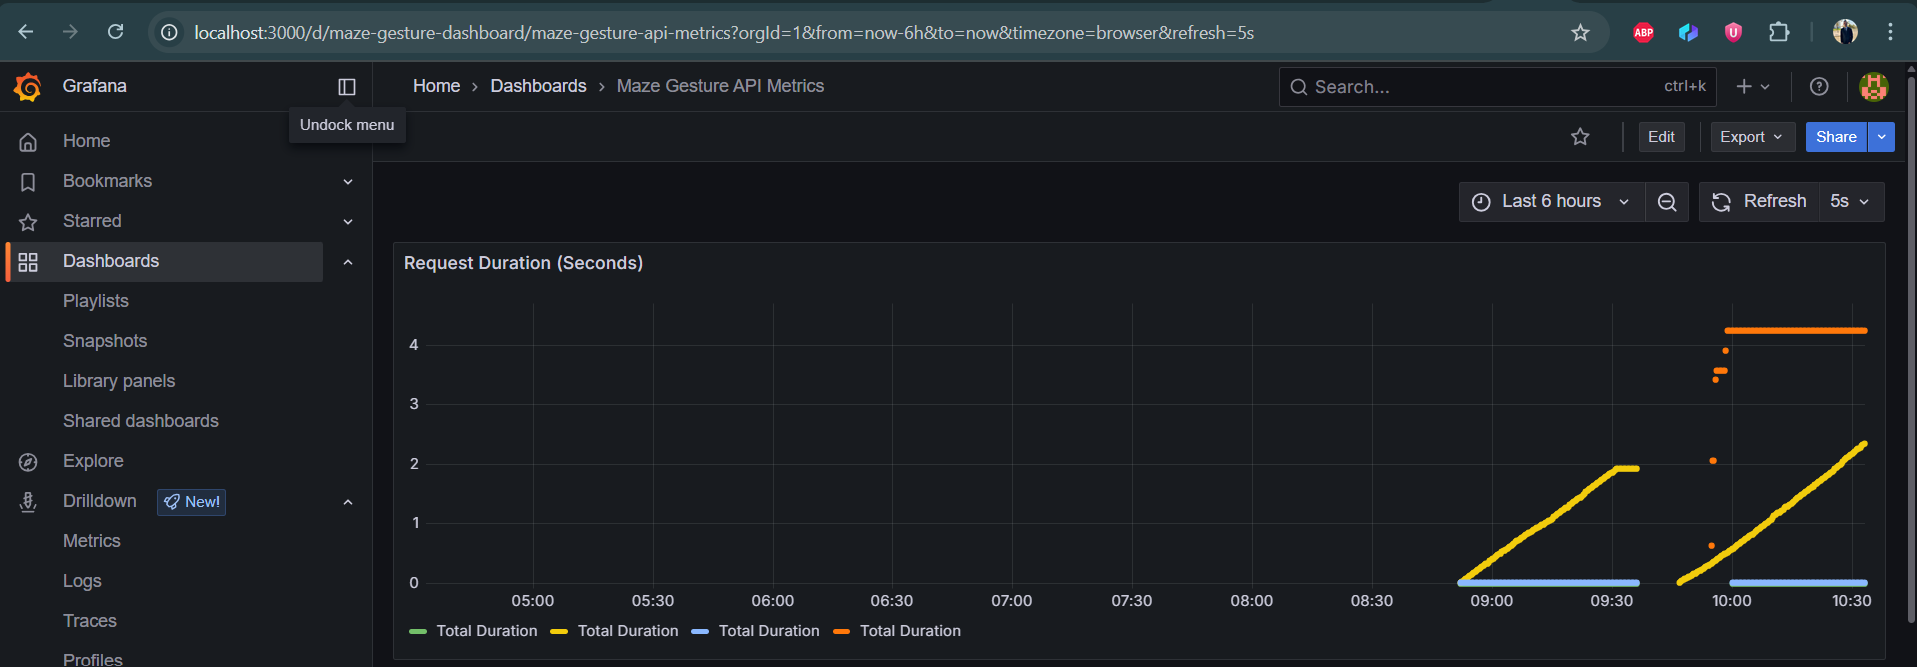 localhost:3000/d/maze-gesture-dashboard/maze-gesture-api-metrics?orgId=1&from=now-6h&to=now&timezone=browser&refresh=5s
ABP
U
Grafana
Home › Dashboards › Maze Gesture API Metrics
Search...
ctrl+k
Undock menu
Edit
Export
Share
Home
Bookmarks
Starred
Dashboards
Playlists
Snapshots
Library panels
Shared dashboards
Explore
Drilldown
New!
Metrics
Logs
Traces
Profiles
Last 6 hours
Refresh
5s
Request Duration (Seconds)
4
3
2
1
0
05:00 05:30 06:00 06:30 07:00 07:30 08:00 08:30 09:00 09:30 10:00 10:30
Total Duration Total Duration Total Duration Total Duration